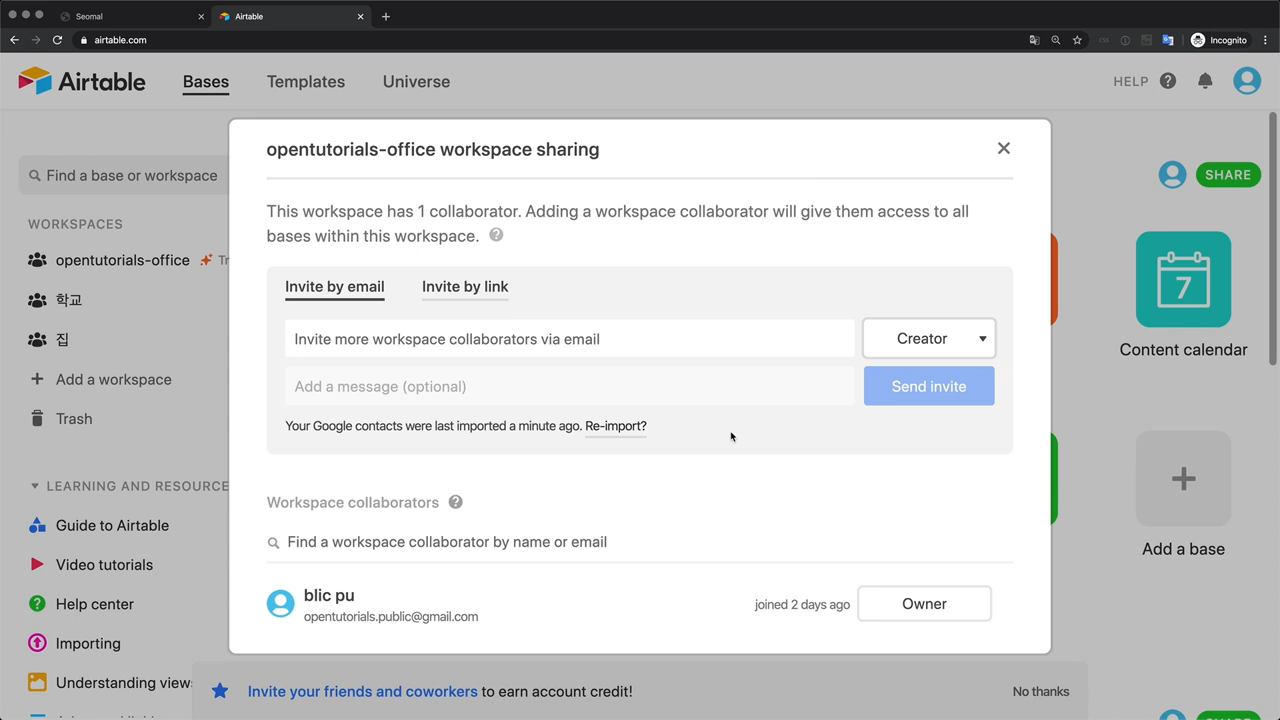 Seomal
Airtable
airtable.com
Incognito
Airtable
Bases
Templates
Universe
HELP
Find a base or workspace
SHARE
WORKSPACES
opentutorials-office
학교
집
Add a workspace
Trash
LEARNING AND RESOURCE
Guide to Airtable
Video tutorials
Help center
Importing
Understanding view
opentutorials-office workspace sharing
This workspace has 1 collaborator. Adding a workspace collaborator will give them access to all
bases within this workspace.
Invite by email
Invite by link
Invite more workspace collaborators via email
Creator
Add a message (optional)
Send invite
Your Google contacts were last imported a minute ago. Re-import?
Workspace collaborators
Find a workspace collaborator by name or email
blic pu
opentutorials.public@gmail.com
joined 2 days ago
Owner
7
Content calendar
Add a base
Invite your friends and coworkers to earn account credit!
No thanks
SHARE